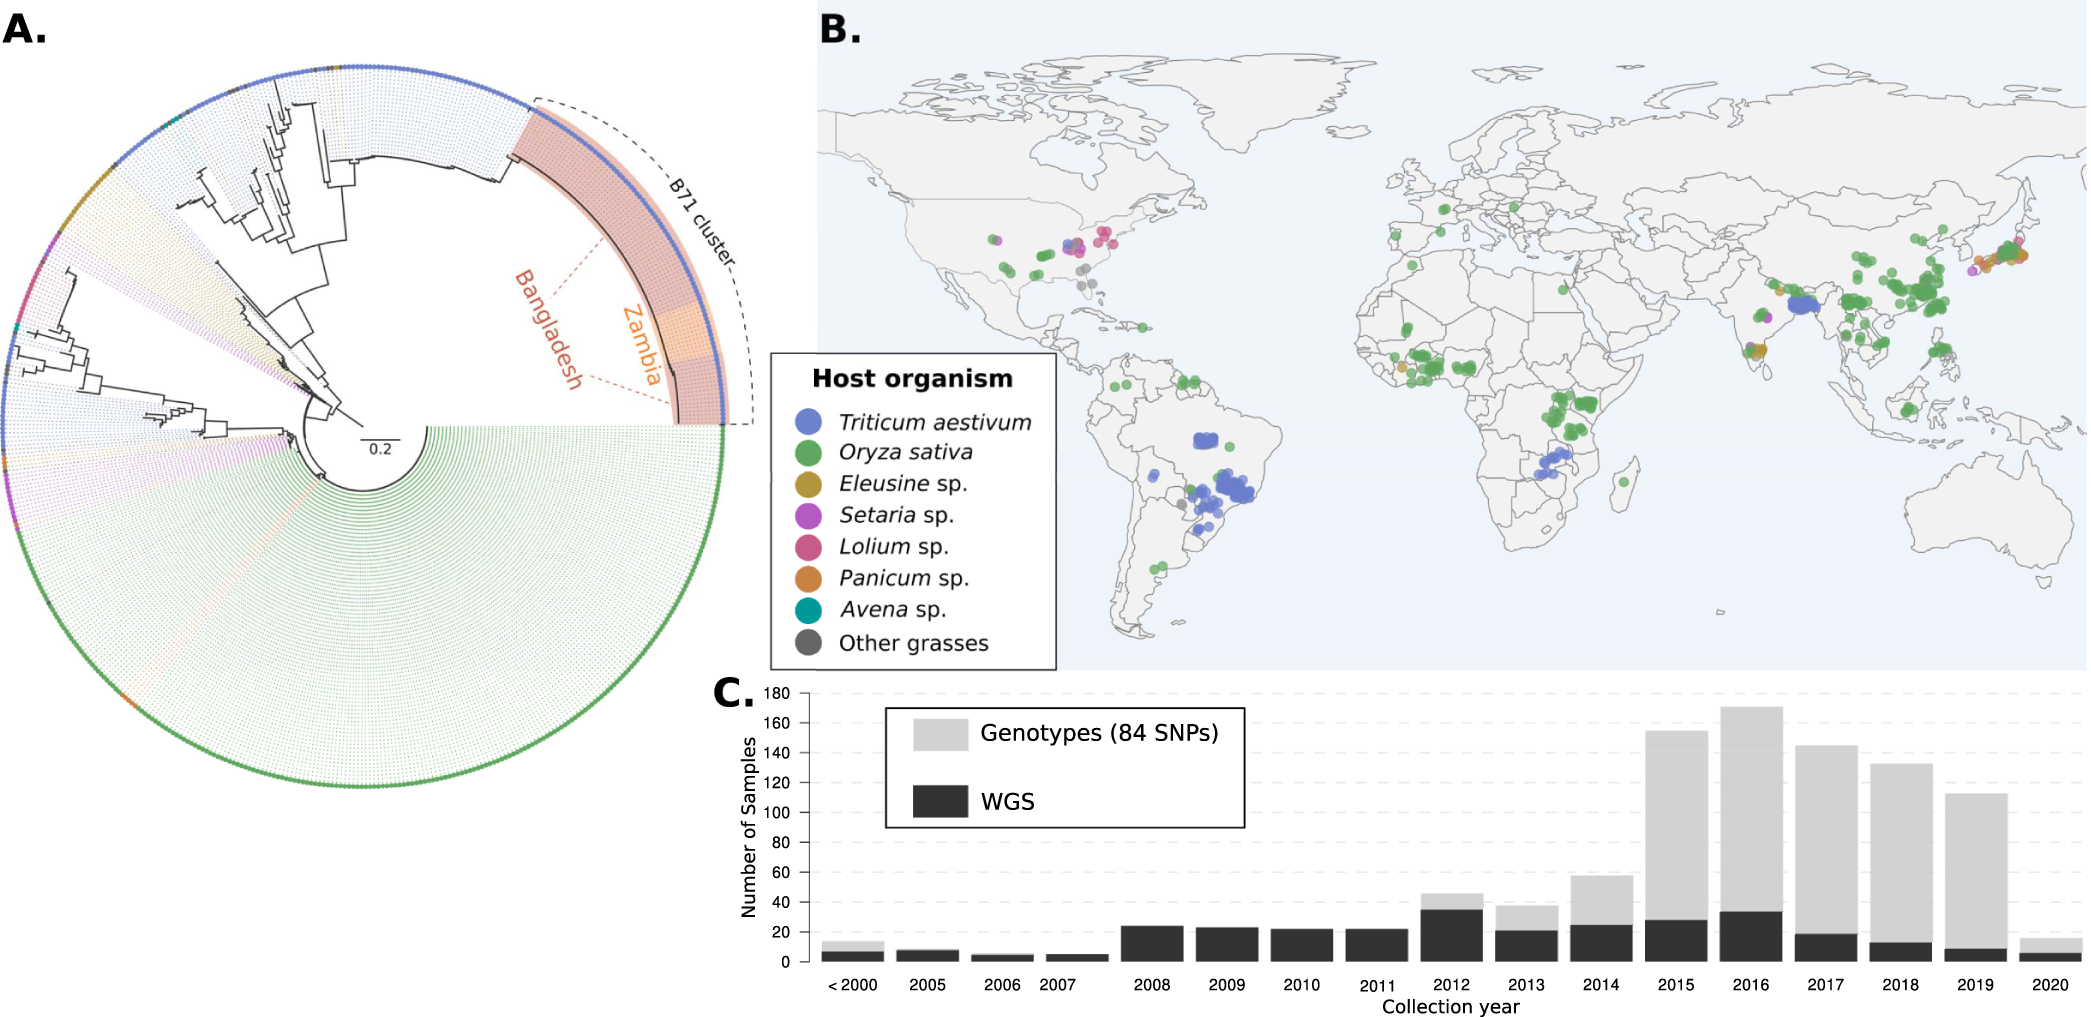 A.
B71 cluster
Bangladesh
Zambia
0.2
B.
Host organism
Triticum aestivum
Oryza sativa
Eleusine sp.
Setaria sp.
Lolium sp.
Panicum sp.
Avena sp.
Other grasses
C.
Number of Samples
180
160
140
120
100
80
60
40
20
0
Genotypes (84 SNPs)
WGS
< 2000 2005 2006 2007 2008 2009 2010 2011 2012 2013 2014 2015 2016 2017 2018 2019 2020
Collection year